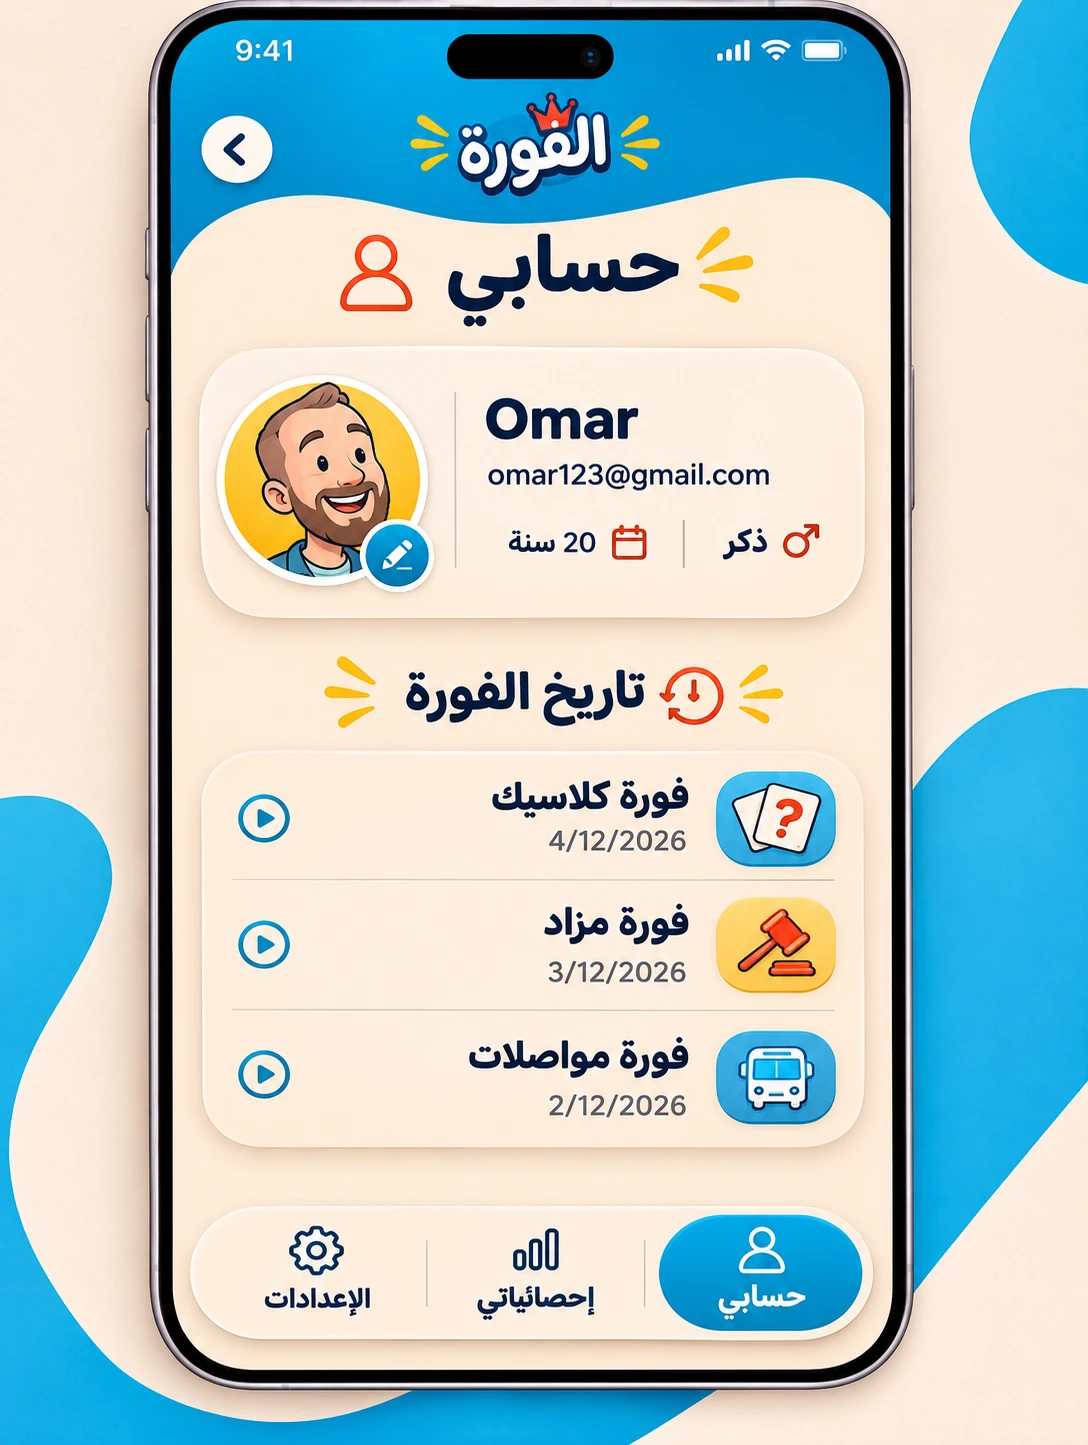 9:41
الفورة
حسابي
Omar
omar123@gmail.com
ذكر
20 سنة
تاريخ الفورة
فورة كلاسيك
4/12/2026
فورة مزاد
3/12/2026
فورة مواصلات
2/12/2026
حسابي
إحصائياتي
الإعدادات